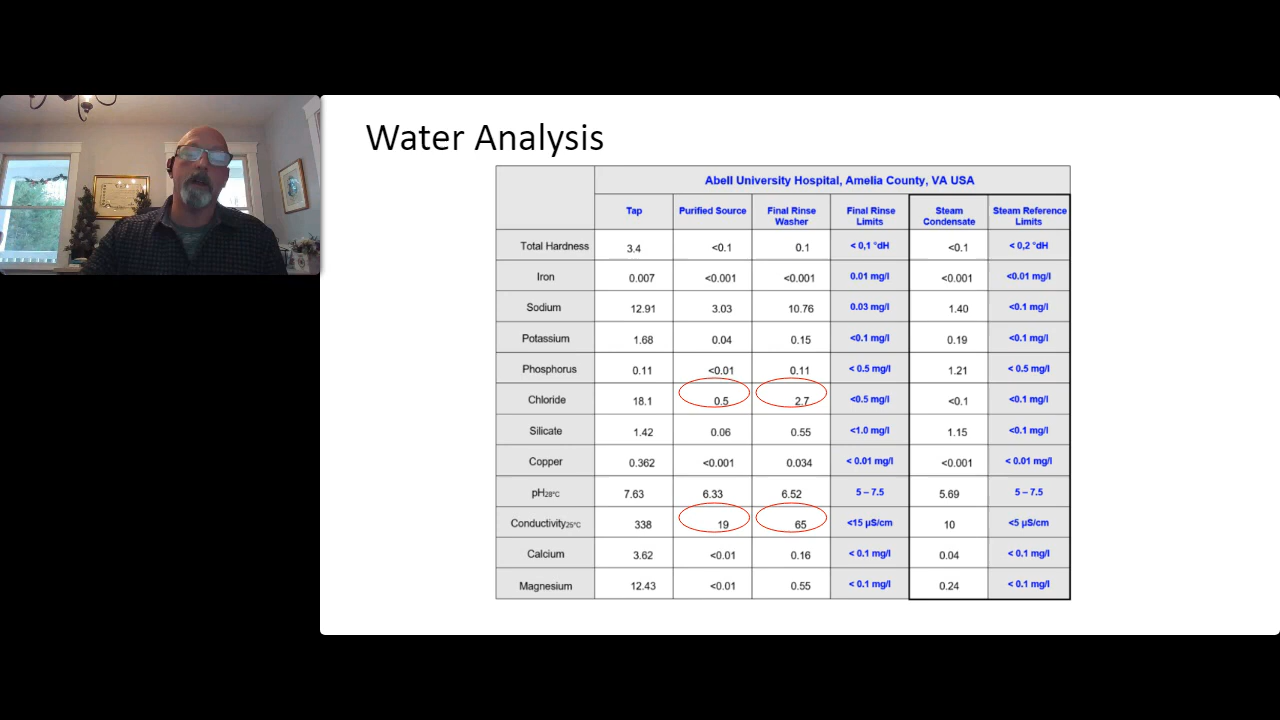 Water Analysis
Abell University Hospital, Amelia County, VA USA
Tap Purified Source Final Rinse Washer Final Rinse Limits Steam Condensate Steam Reference Limits
Total Hardness 3.4 <0.1 0.1 < 0,1 °dH <0.1 < 0,2 °dH
Iron 0.007 <0.001 <0.001 0.01 mg/l <0.001 <0.01 mg/l
Sodium 12.91 3.03 10.76 0.03 mg/l 1.40 <0.1 mg/l
Potassium 1.68 0.04 0.15 <0.1 mg/l 0.19 <0.1 mg/l
Phosphorus 0.11 <0.01 0.11 < 0.5 mg/l 1.21 < 0.5 mg/l
Chloride 18.1 0.5 2.7 <0.5 mg/l <0.1 <0.1 mg/l
Silicate 1.42 0.06 0.55 <1.0 mg/l 1.15 <0.1 mg/l
Copper 0.362 <0.001 0.034 < 0.01 mg/l <0.001 < 0.01 mg/l
pH28°C 7.63 6.33 6.52 5 – 7.5 5.69 5 – 7.5
Conductivity25°C 338 19 65 <15 µS/cm 10 <5 µS/cm
Calcium 3.62 <0.01 0.16 < 0.1 mg/l 0.04 < 0.1 mg/l
Magnesium 12.43 <0.01 0.55 < 0.1 mg/l 0.24 < 0.1 mg/l